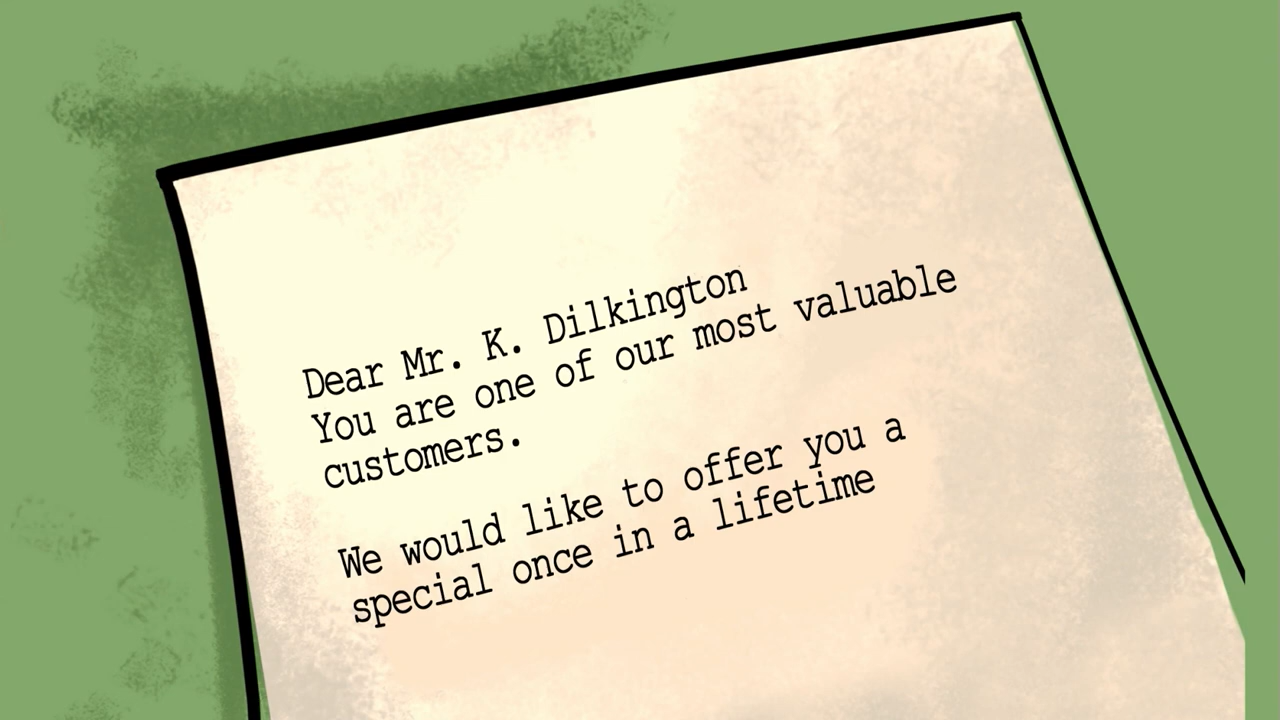 Dear Mr. K. Dilkington
You are one of our most valuable
customers.
We would like to offer you a
special once in a lifetime